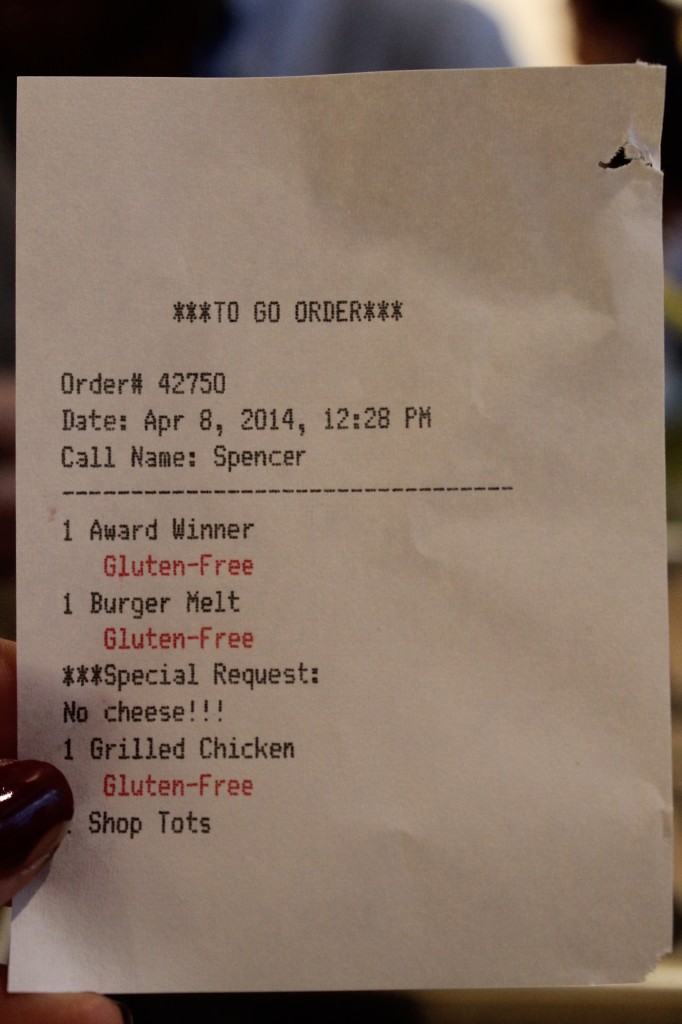 ***TO GO ORDER***
Order# 42750
Date: Apr 8, 2014, 12:28 PM
Call Name: Spencer
---------------------------------
1 Award Winner
Gluten-Free
1 Burger Melt
Gluten-Free
***Special Request:
No cheese!!!
1 Grilled Chicken
Gluten-Free
Shop Tots